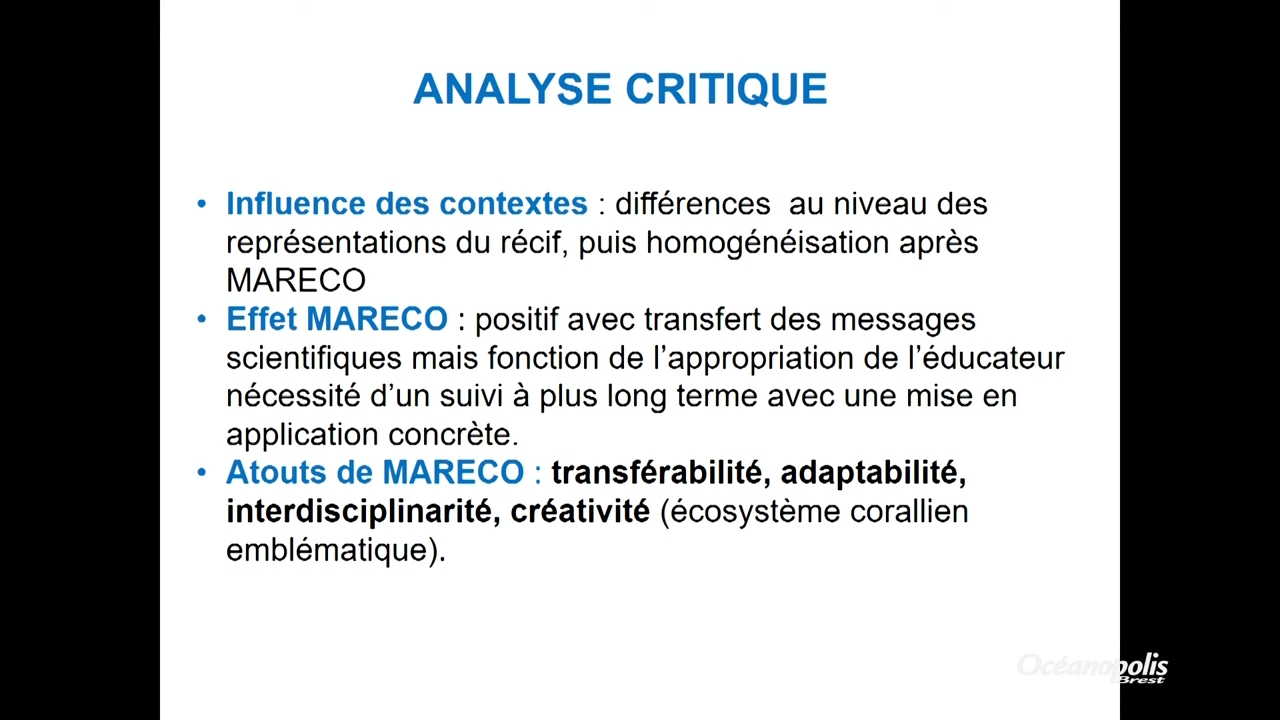 ANALYSE CRITIQUE
• Influence des contextes : différences  au niveau des
représentations du récif, puis homogénéisation après
MARECO
• Effet MARECO : positif avec transfert des messages
scientifiques mais fonction de l’appropriation de l’éducateur
nécessité d’un suivi à plus long terme avec une mise en
application concrète.
• Atouts de MARECO : transférabilité, adaptabilité,
interdisciplinarité, créativité (écosystème corallien
emblématique).
Océanopolis
Brest